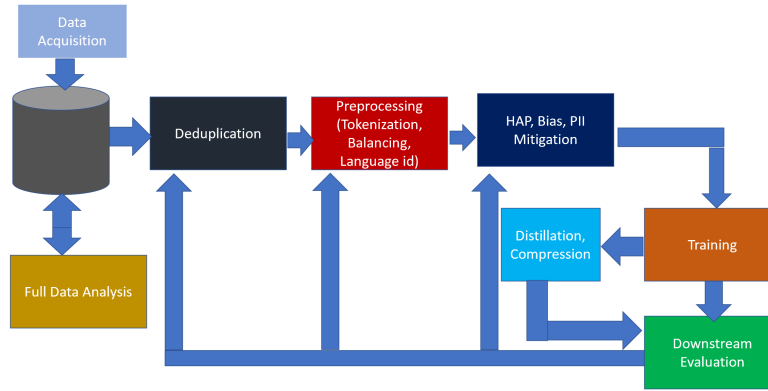 Data
Acquisition
Deduplication
Preprocessing
(Tokenization,
Balancing,
Language id)
HAP, Bias, PII
Mitigation
Distillation,
Compression
Training
Full Data Analysis
Downstream
Evaluation